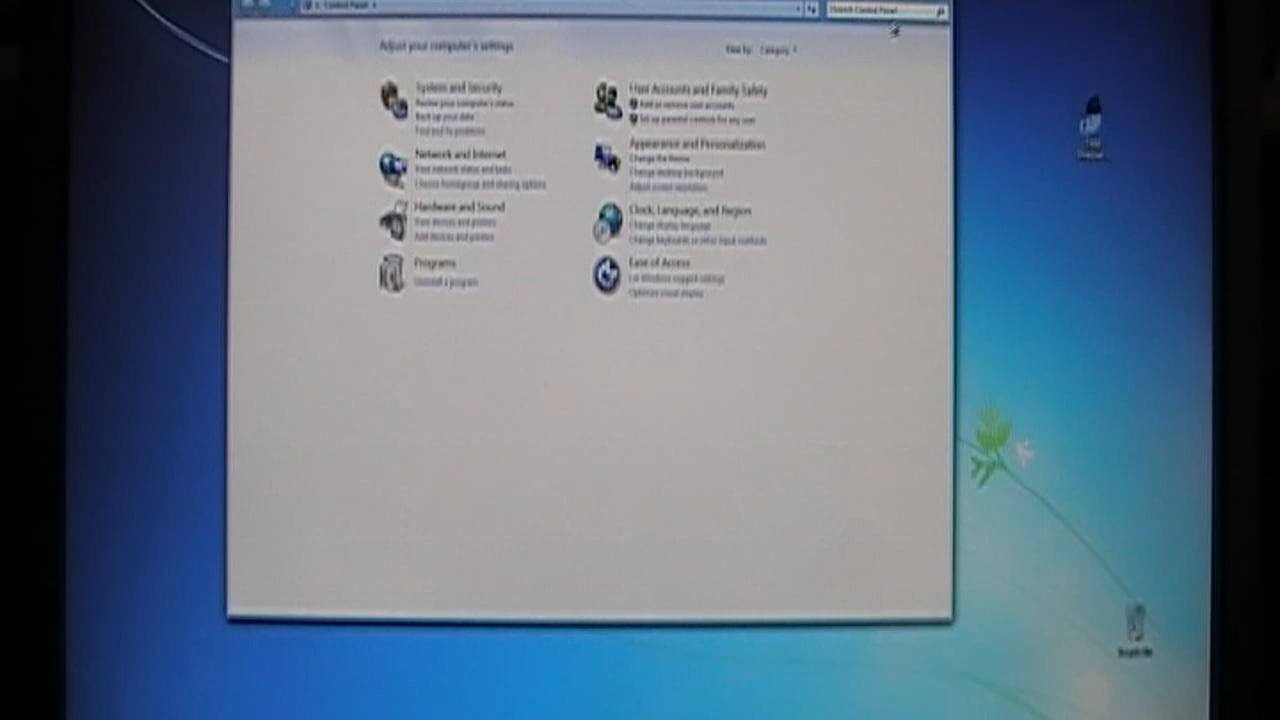 Control Panel
Search Control Panel
Adjust your computer's settings
View by: Category
System and Security
Review your computer's status
Back up your data
Find and fix problems
Network and Internet
View network status and tasks
Choose homegroup and sharing options
Hardware and Sound
View devices and printers
Add devices and printers
Programs
Uninstall a program
User Accounts and Family Safety
Add or remove user accounts
Set up parental controls for any user
Appearance and Personalization
Change the theme
Change desktop background
Adjust screen resolution
Clock, Language, and Region
Change display language
Change keyboards or other input methods
Ease of Access
Let Windows suggest settings
Optimize visual display
Recycle Bin